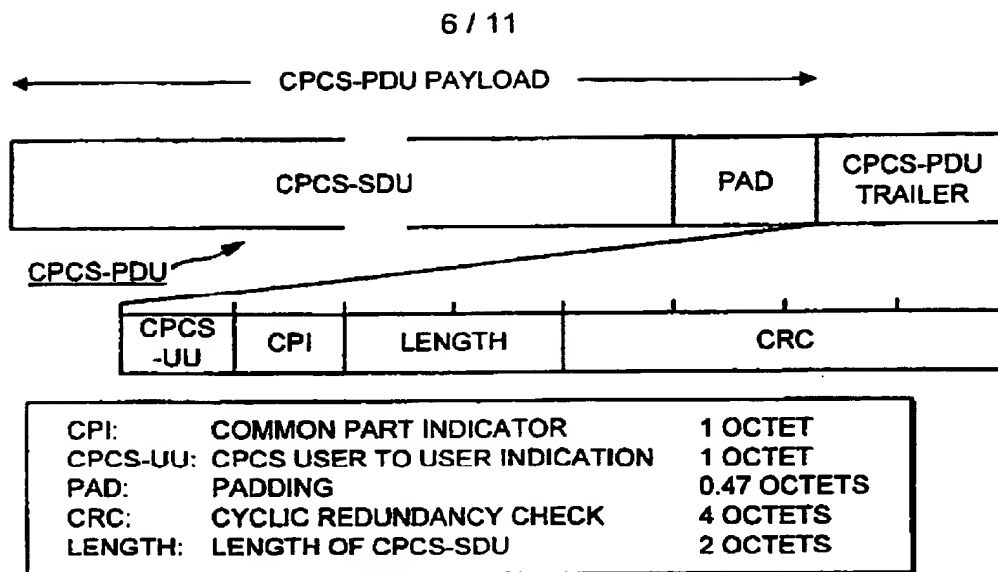 6 / 11
CPCS-PDU PAYLOAD
CPCS-SDU
PAD
CPCS-PDU
TRAILER
CPCS-PDU
CPCS
-UU
CPI
LENGTH
CRC
CPI: COMMON PART INDICATOR 1 OCTET
CPCS-UU: CPCS USER TO USER INDICATION 1 OCTET
PAD: PADDING 0.47 OCTETS
CRC: CYCLIC REDUNDANCY CHECK 4 OCTETS
LENGTH: LENGTH OF CPCS-SDU 2 OCTETS